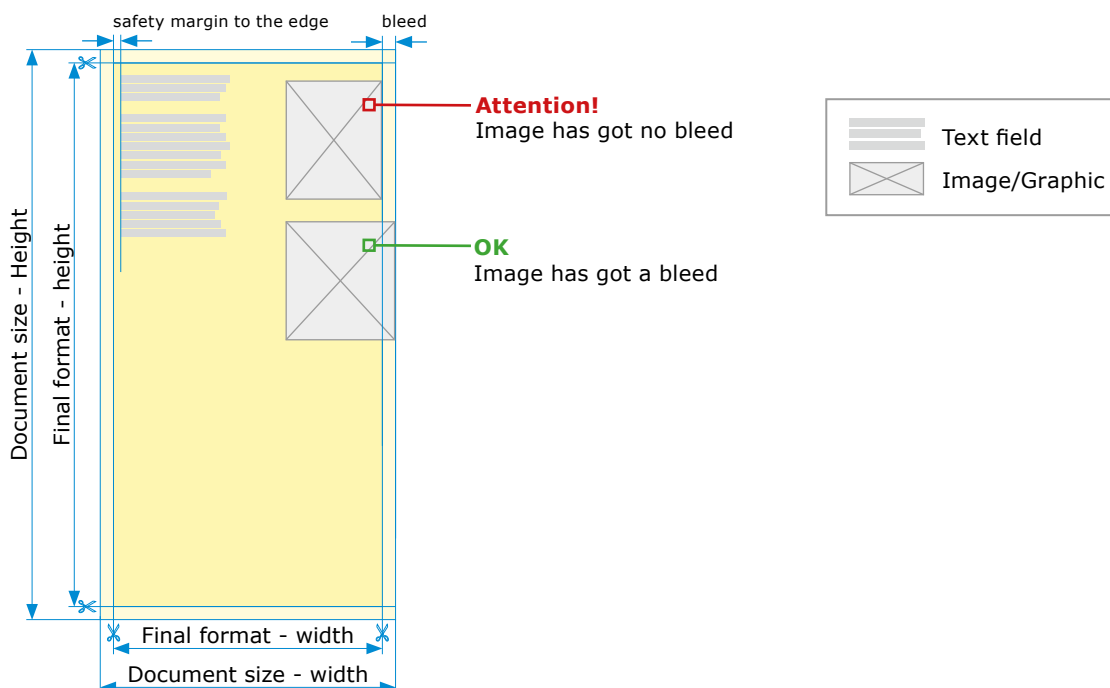 safety margin to the edge
bleed
Attention!
Image has got no bleed
Text field
Image/Graphic
OK
Image has got a bleed
Document size - Height
Final format - height
Final format - width
Document size - width